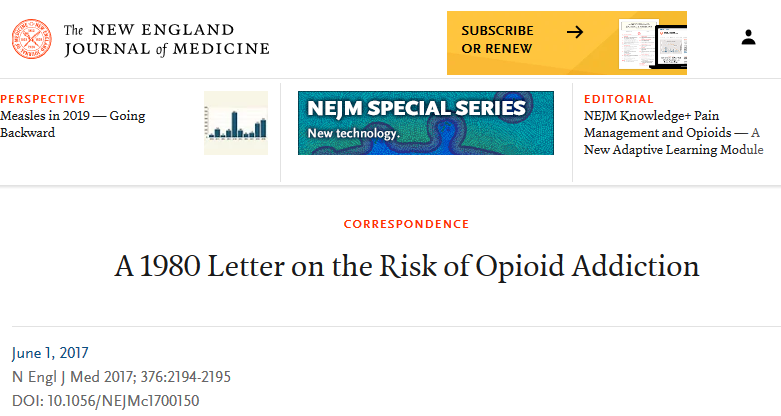 The NEW ENGLAND
JOURNAL of MEDICINE
SUBSCRIBE
OR RENEW
PERSPECTIVE
Measles in 2019 — Going
Backward
NEJM SPECIAL SERIES
New technology.
EDITORIAL
NEJM Knowledge+ Pain
Management and Opioids — A
New Adaptive Learning Module
CORRESPONDENCE
A 1980 Letter on the Risk of Opioid Addiction
June 1, 2017
N Engl J Med 2017; 376:2194-2195
DOI: 10.1056/NEJMc1700150